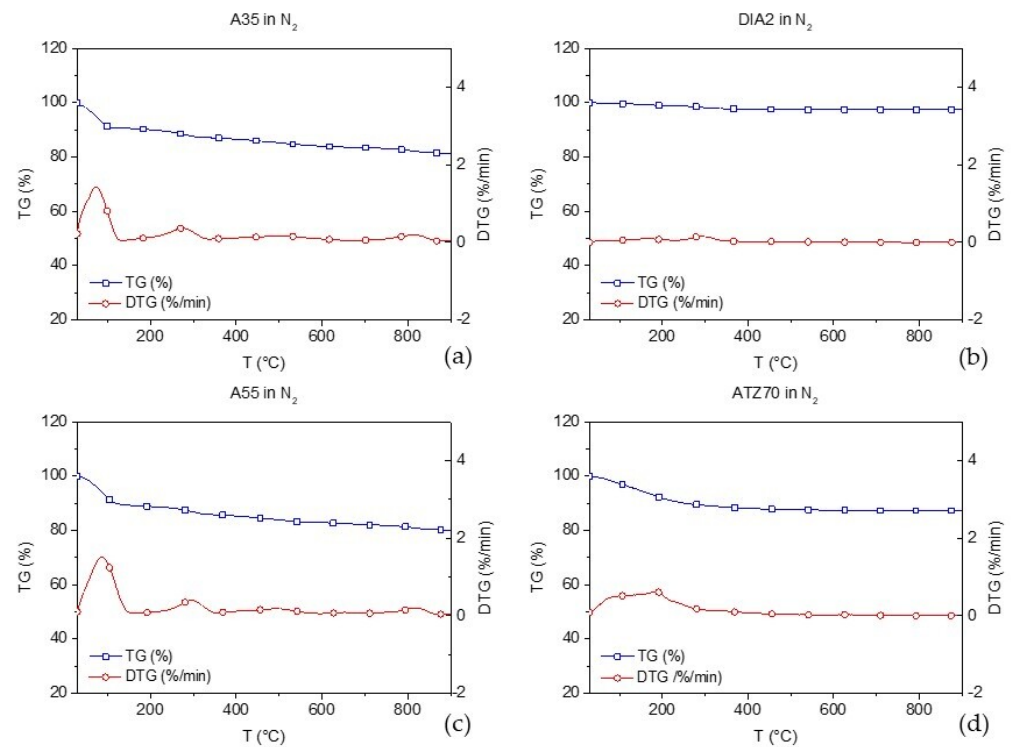 A35 in N2
120
100
80
60
40
20
TG (%)
4
2
0
-2
DTG (%/min)
TG (%)
DTG (%/min)
200 400 600 800
T (°C)
(a)
DIA2 in N2
120
100
80
60
40
20
TG (%)
4
2
0
-2
DTG (%/min)
TG (%)
DTG (%/min)
200 400 600 800
T (°C)
(b)
A55 in N2
120
100
80
60
40
20
TG (%)
4
2
0
-2
DTG (%/min)
TG (%)
DTG (%/min)
200 400 600 800
T (°C)
(c)
ATZ70 in N2
120
100
80
60
40
20
TG (%)
4
2
0
-2
DTG (%/min)
TG (%)
DTG /%/min)
200 400 600 800
T (°C)
(d)